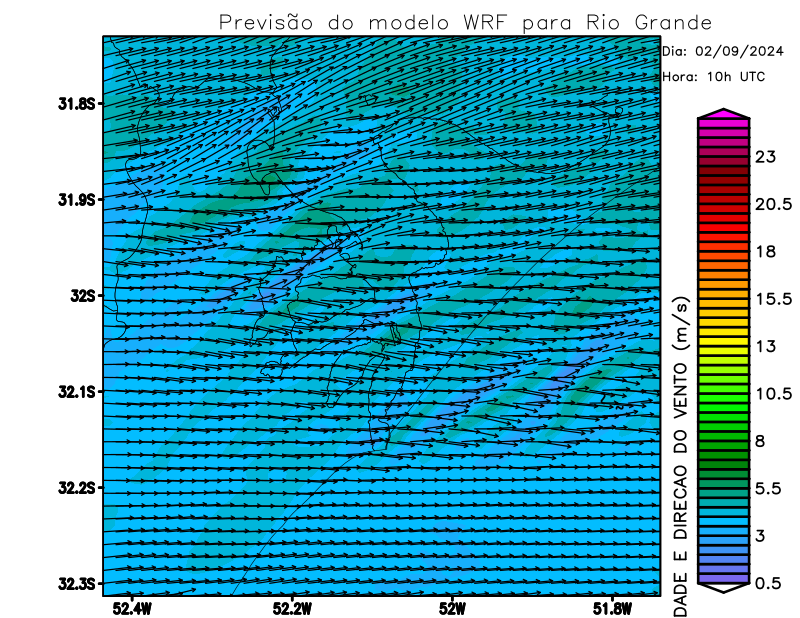 Previsão do modelo WRF para Rio Grande
Dia: 02/09/2024
Hora: 10h UTC
31.8S
31.9S
32S
32.1S
32.2S
32.3S
52.4W
52.2W
52W
51.8W
23
20.5
18
15.5
13
10.5
8
5.5
3
0.5
DADE E DIRECAO DO VENTO (m/s)